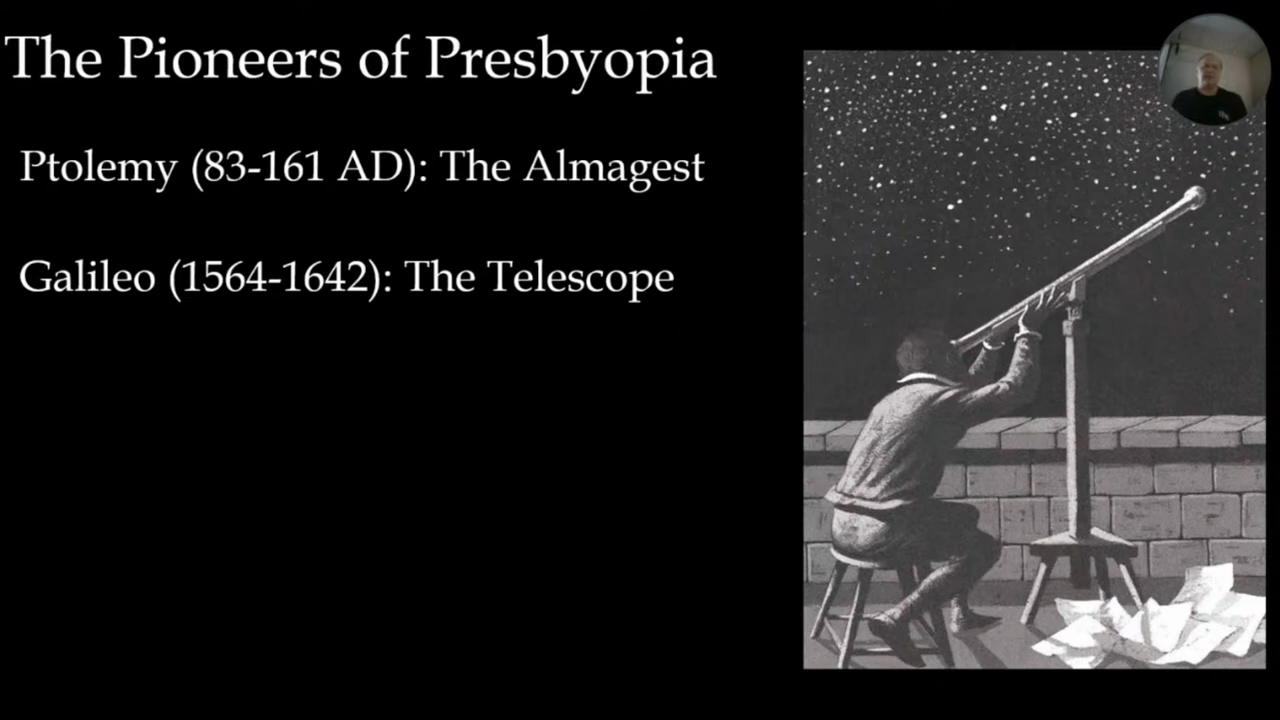 The Pioneers of Presbyopia
Ptolemy (83-161 AD): The Almagest
Galileo (1564-1642): The Telescope